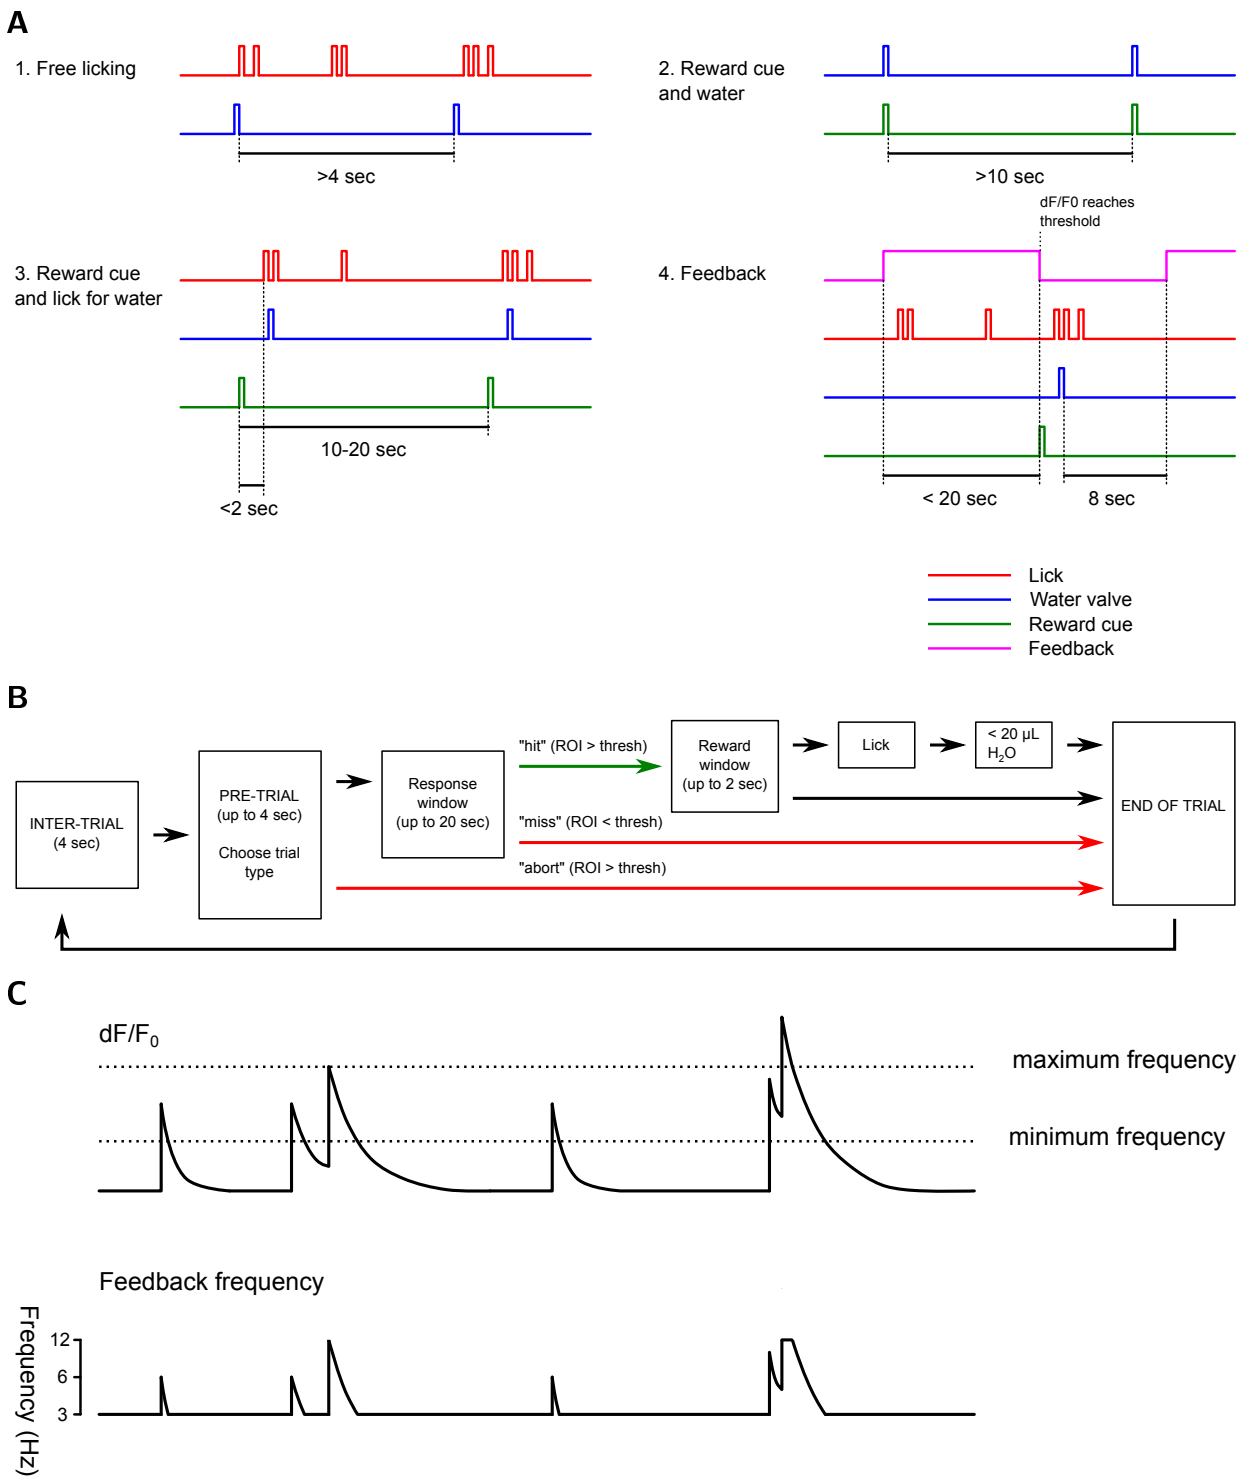 A
1. Free licking
>4 sec
2. Reward cue
and water
>10 sec
3. Reward cue
and lick for water
10-20 sec
<2 sec
dF/F0 reaches
threshold
4. Feedback
< 20 sec
8 sec
Lick
Water valve
Reward cue
Feedback
B
INTER-TRIAL
(4 sec)
PRE-TRIAL
(up to 4 sec)
Choose trial
type
Response
window
(up to 20 sec)
"hit" (ROI > thresh)
"miss" (ROI < thresh)
"abort" (ROI > thresh)
Reward
window
(up to 2 sec)
Lick
< 20 µL
H₂O
END OF TRIAL
C
dF/F₀
maximum frequency
minimum frequency
Feedback frequency
Frequency (Hz)
12
6
3